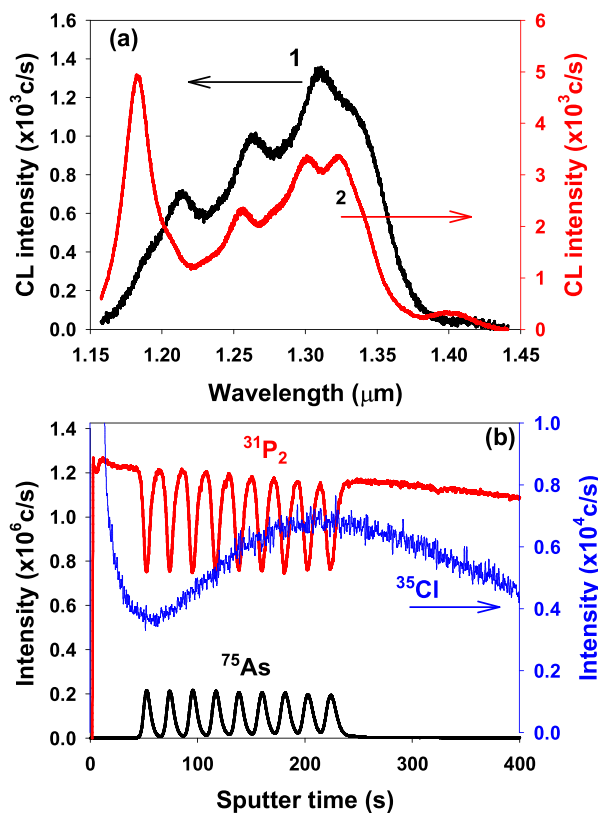 (a)
1
2
1.6
1.4
1.2
1.0
0.8
0.6
0.4
0.2
0.0
CL intensity (x10³c/s)
6
5
4
3
2
1
0
CL intensity (x10³c/s)
1.15 1.20 1.25 1.30 1.35 1.40 1.45
Wavelength (μm)
(b)
³¹P₂
³⁵Cl
⁷⁵As
1.4
1.2
1.0
0.8
0.6
0.4
0.2
0.0
Intensity (x10⁶c/s)
1.0
0.8
0.6
0.4
0.2
0.0
Intensity (x10⁴c/s)
0 100 200 300 400
Sputter time (s)